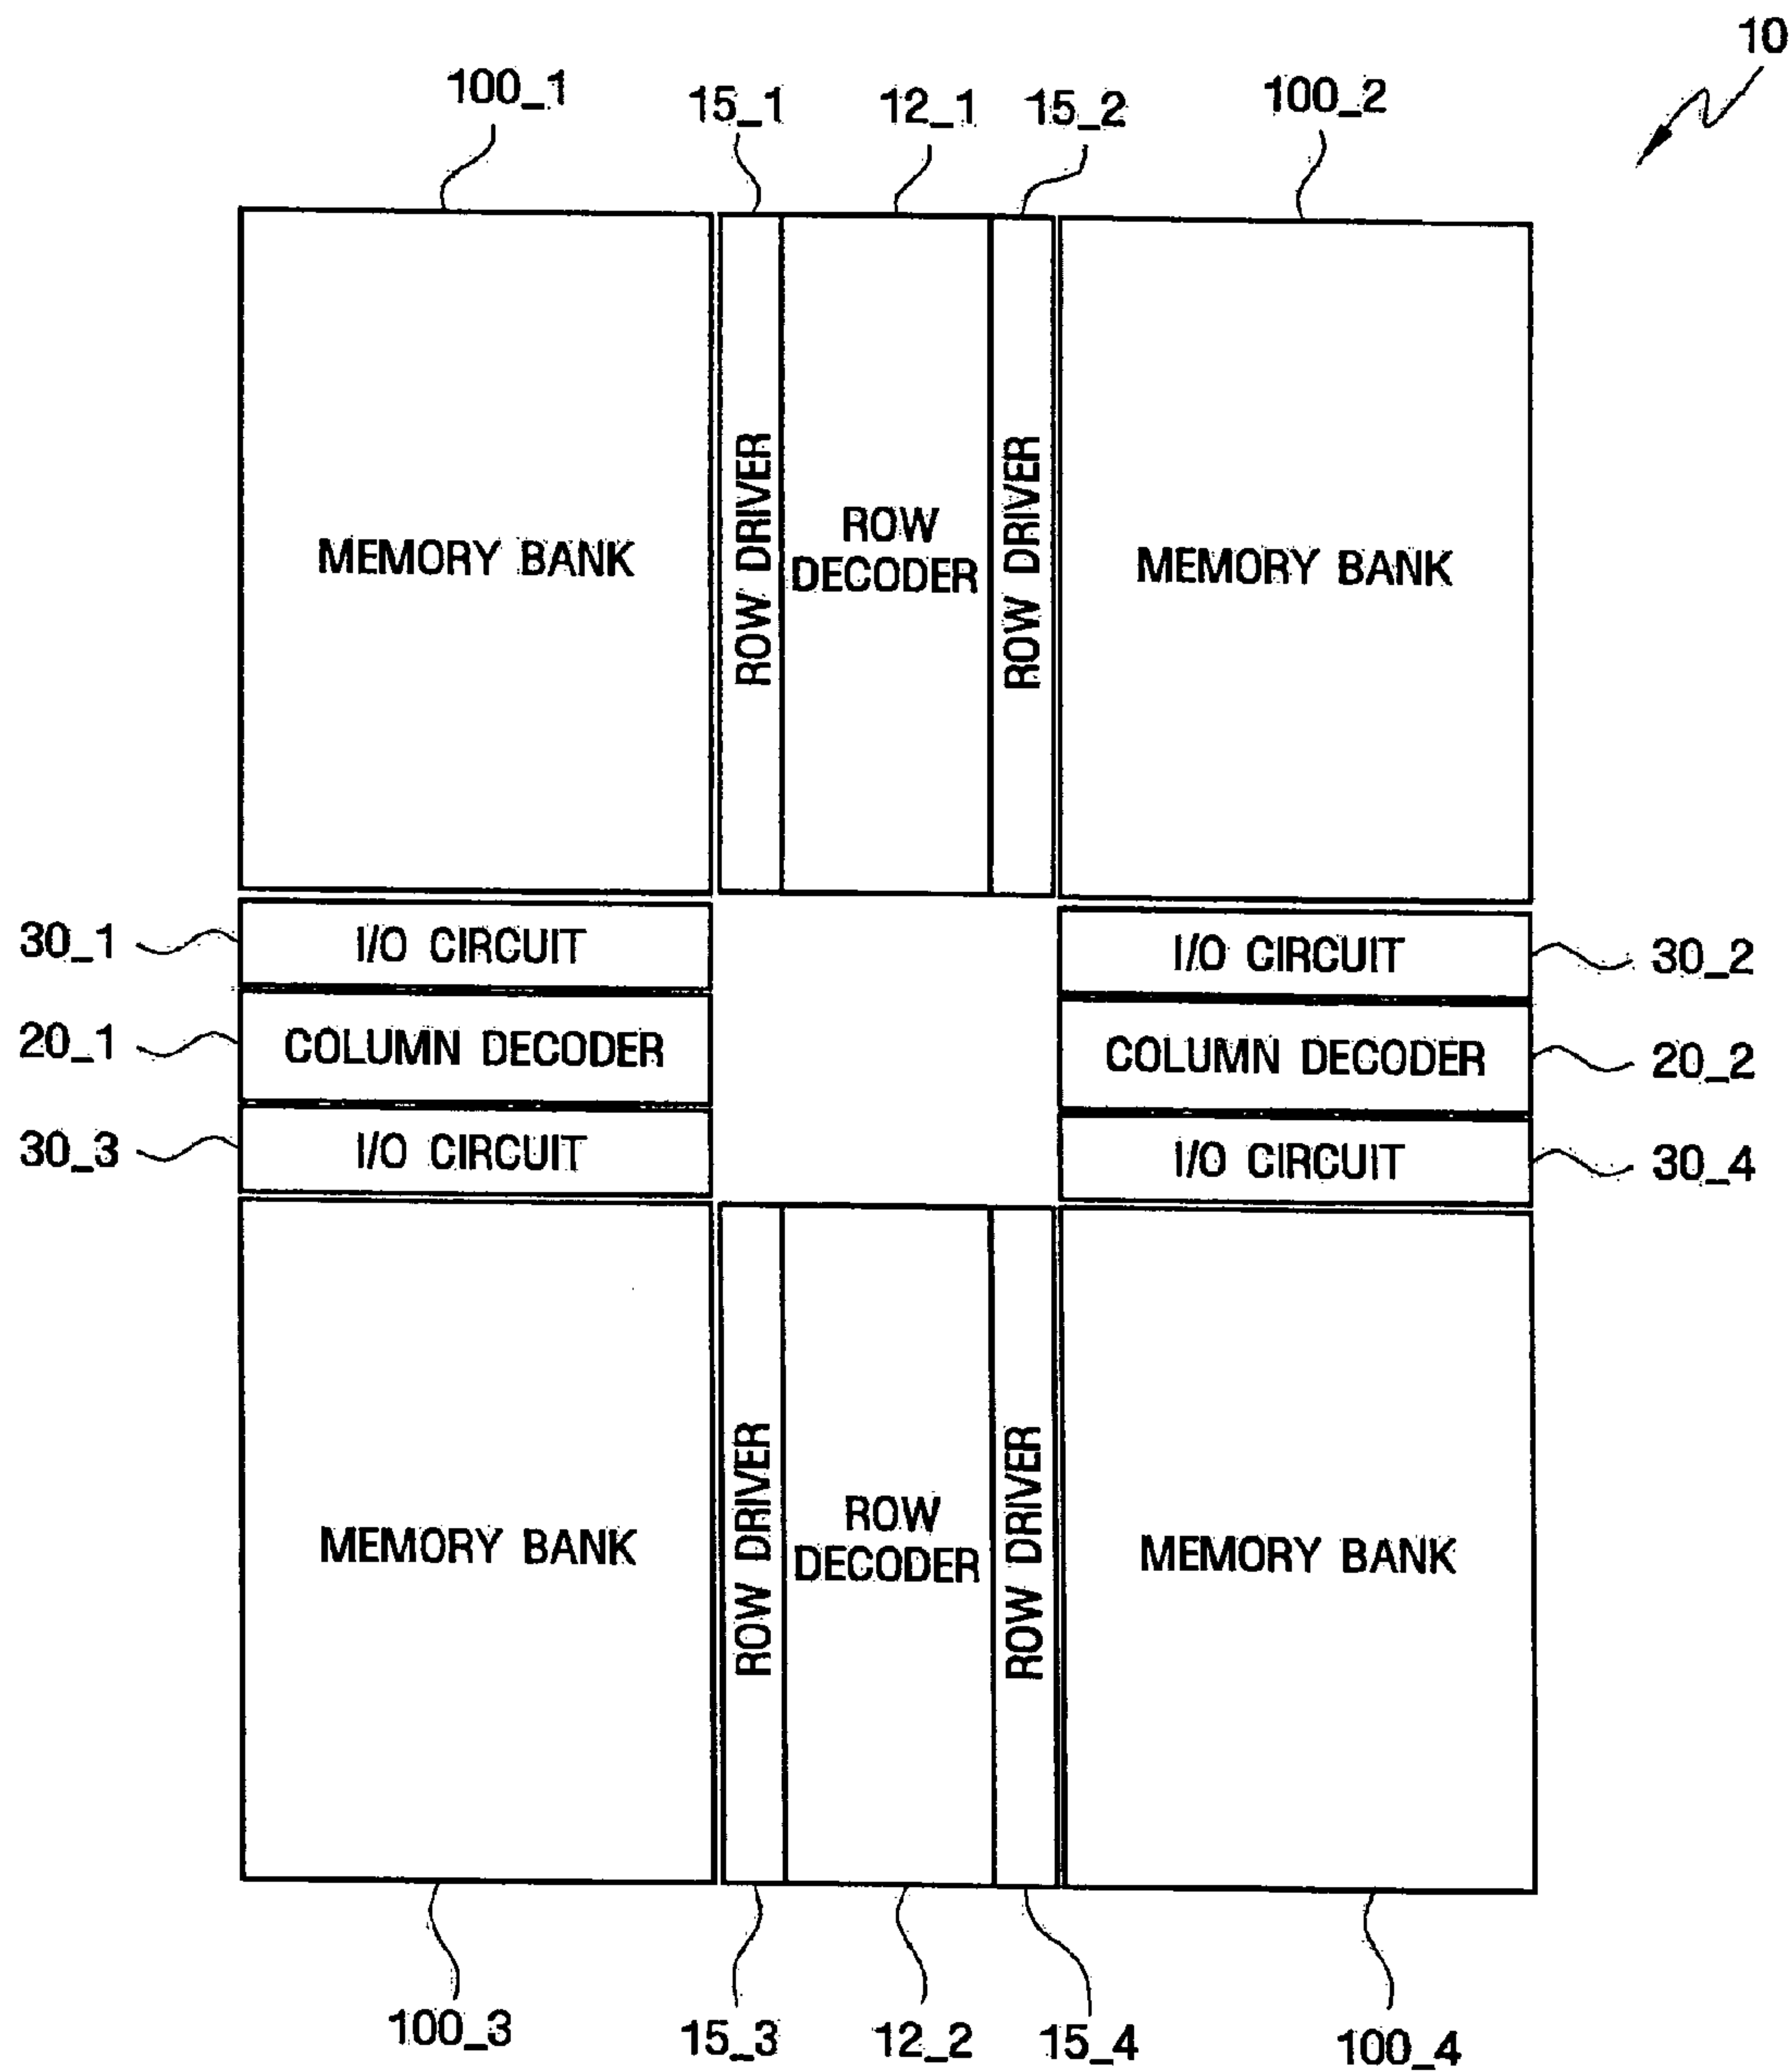 10
100_1
15_1
12_1
15_2
100_2
MEMORY BANK
ROW DRIVER
ROW
DECODER
ROW DRIVER
MEMORY BANK
30_1
I/O CIRCUIT
I/O CIRCUIT
30_2
20_1
COLUMN DECODER
COLUMN DECODER
20_2
30_3
I/O CIRCUIT
I/O CIRCUIT
30_4
MEMORY BANK
ROW DRIVER
ROW
DECODER
ROW DRIVER
MEMORY BANK
100_3
15_3
12_2
15_4
100_4